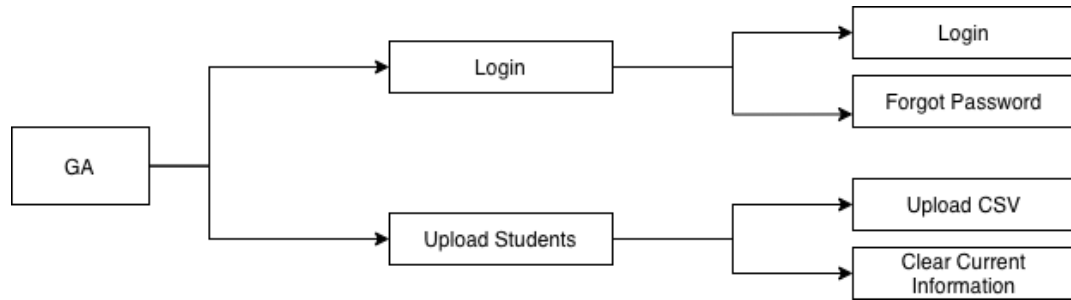 GA
Login
Login
Forgot Password
Upload Students
Upload CSV
Clear Current
Information